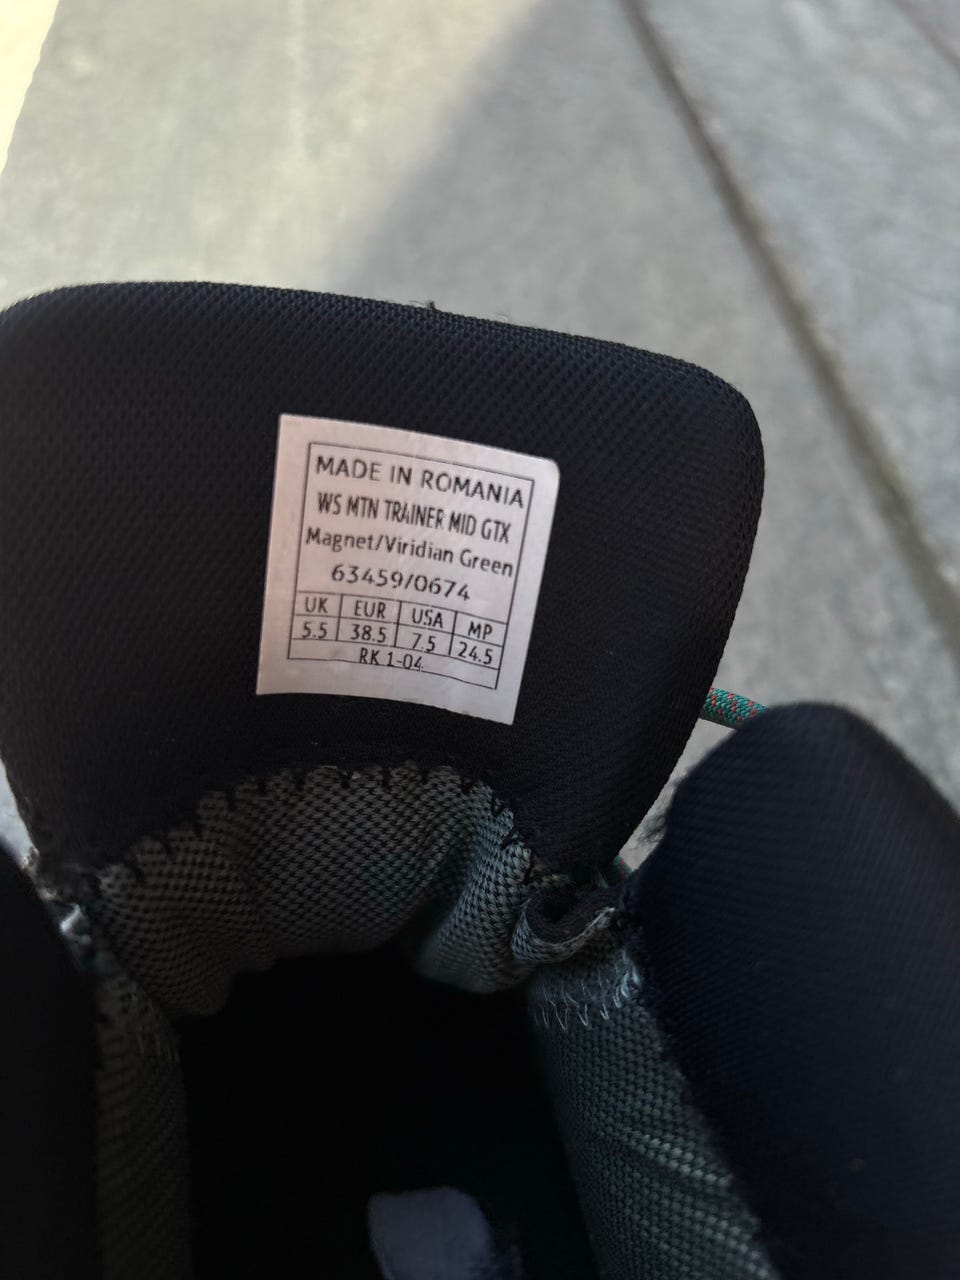 MADE IN ROMANIA
WS MTN TRAINER MID GTX
Magnet/Viridian Green
63459/0674
UK EUR USA MP
5.5 38.5 7.5 24.5
RK 1-04